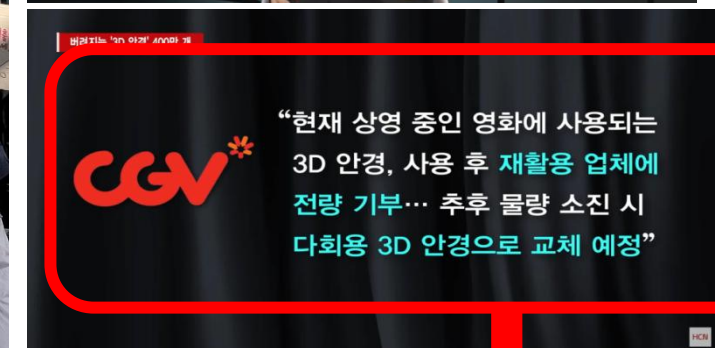 버려지는 '3D 안경' 400만 개
CGV
“현재 상영 중인 영화에 사용되는
3D 안경, 사용 후 재활용 업체에
전량 기부… 추후 물량 소진 시
다회용 3D 안경으로 교체 예정”
HCN